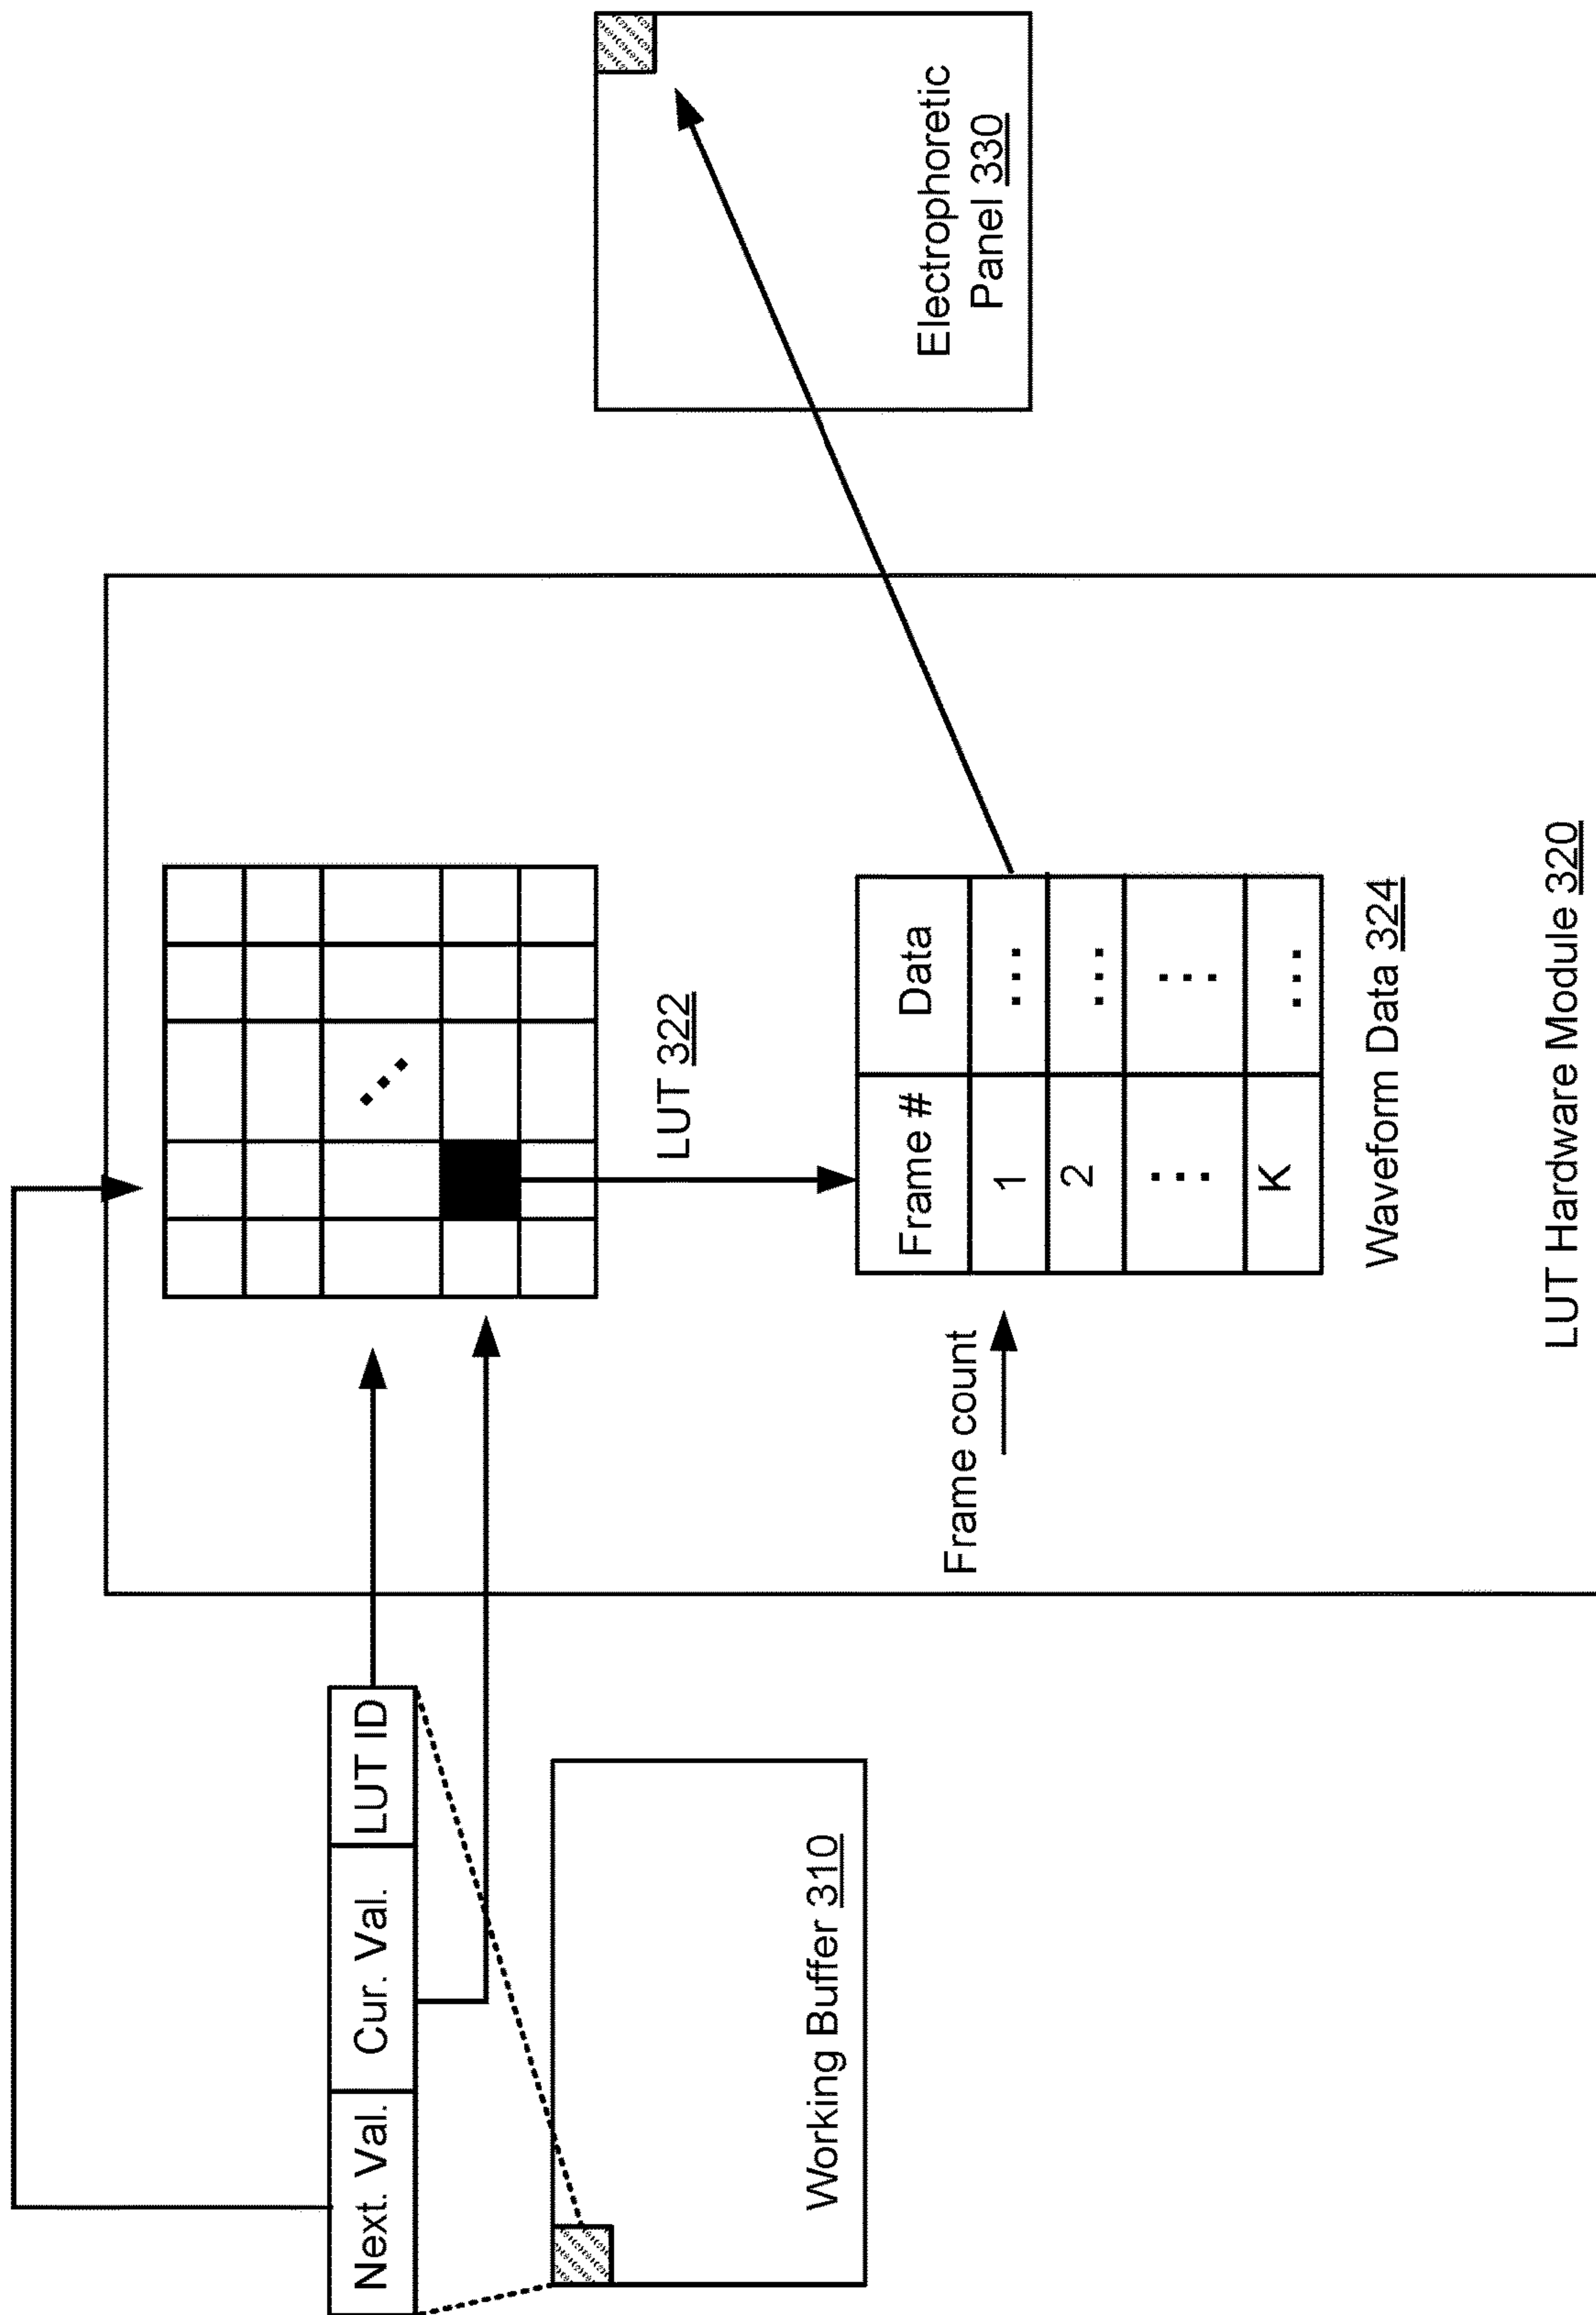 Next. Val.
Cur. Val.
LUT ID
Working Buffer 310
LUT 322
Frame count
Frame #
Data
1
...
2
...
...
...
K
...
Waveform Data 324
LUT Hardware Module 320
Electrophoretic
Panel 330